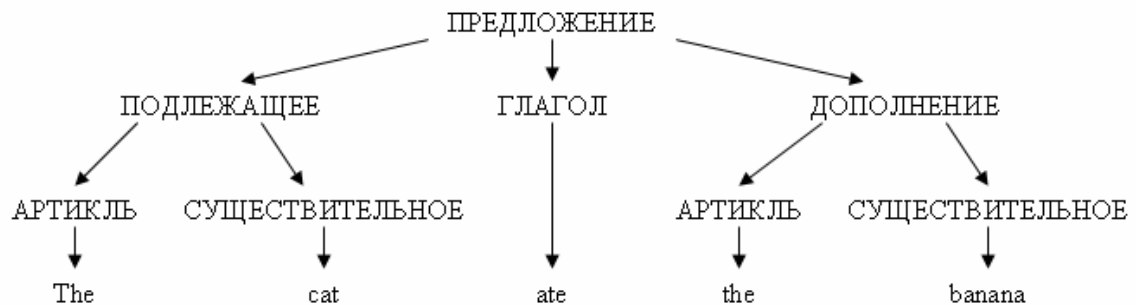 ПРЕДЛОЖЕНИЕ
ПОДЛЕЖАЩЕЕ ГЛАГОЛ ДОПОЛНЕНИЕ
АРТИКЛЬ СУЩЕСТВИТЕЛЬНОЕ АРТИКЛЬ СУЩЕСТВИТЕЛЬНОЕ
The cat ate the banana